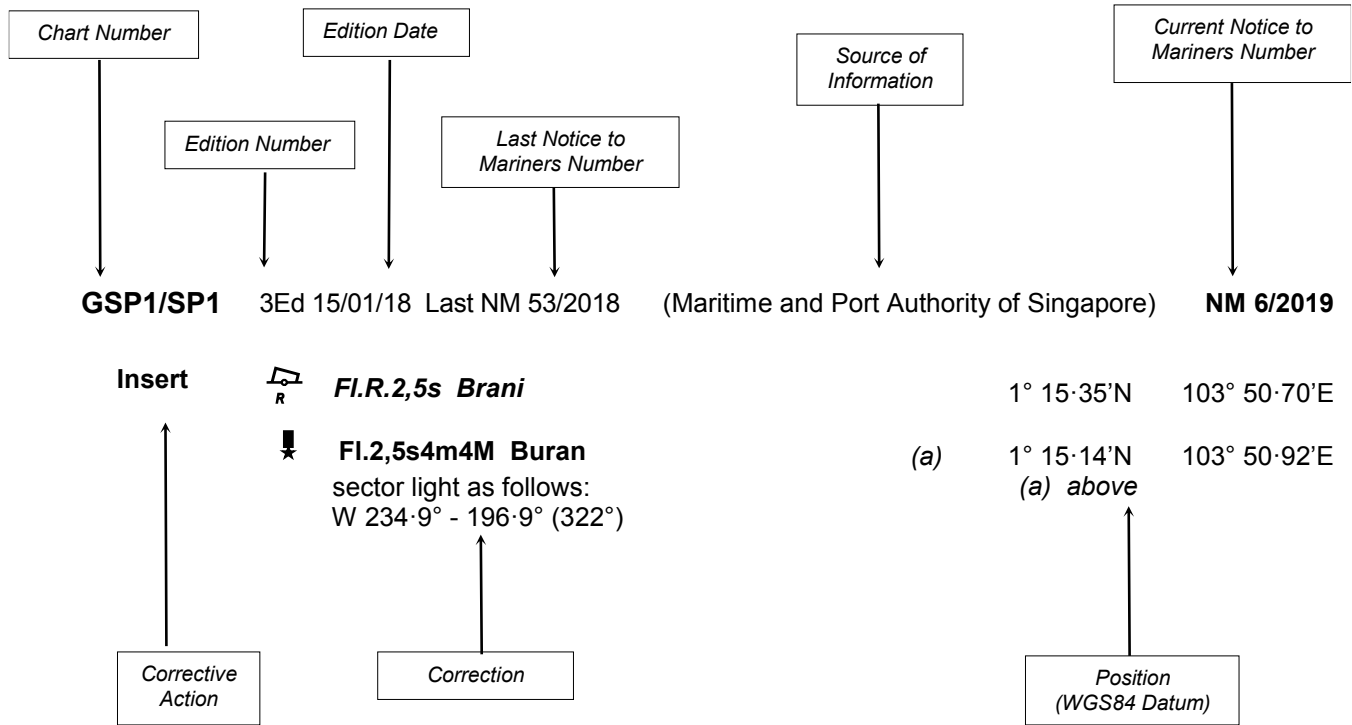 Chart Number
Edition Date
Source of
Information
Current Notice to
Mariners Number
Edition Number
Last Notice to
Mariners Number
GSP1/SP1 3Ed 15/01/18 Last NM 53/2018 (Maritime and Port Authority of Singapore) NM 6/2019
Insert R Fl.R.2,5s Brani 1° 15·35’N 103° 50·70’E
Fl.2,5s4m4M Buran (a) 1° 15·14’N 103° 50·92’E
sector light as follows: (a) above
W 234·9° - 196·9° (322°)
Corrective
Action
Correction
Position
(WGS84 Datum)